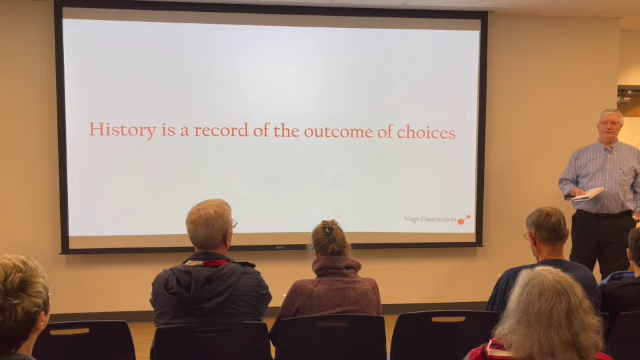 History is a record of the outcome of choices